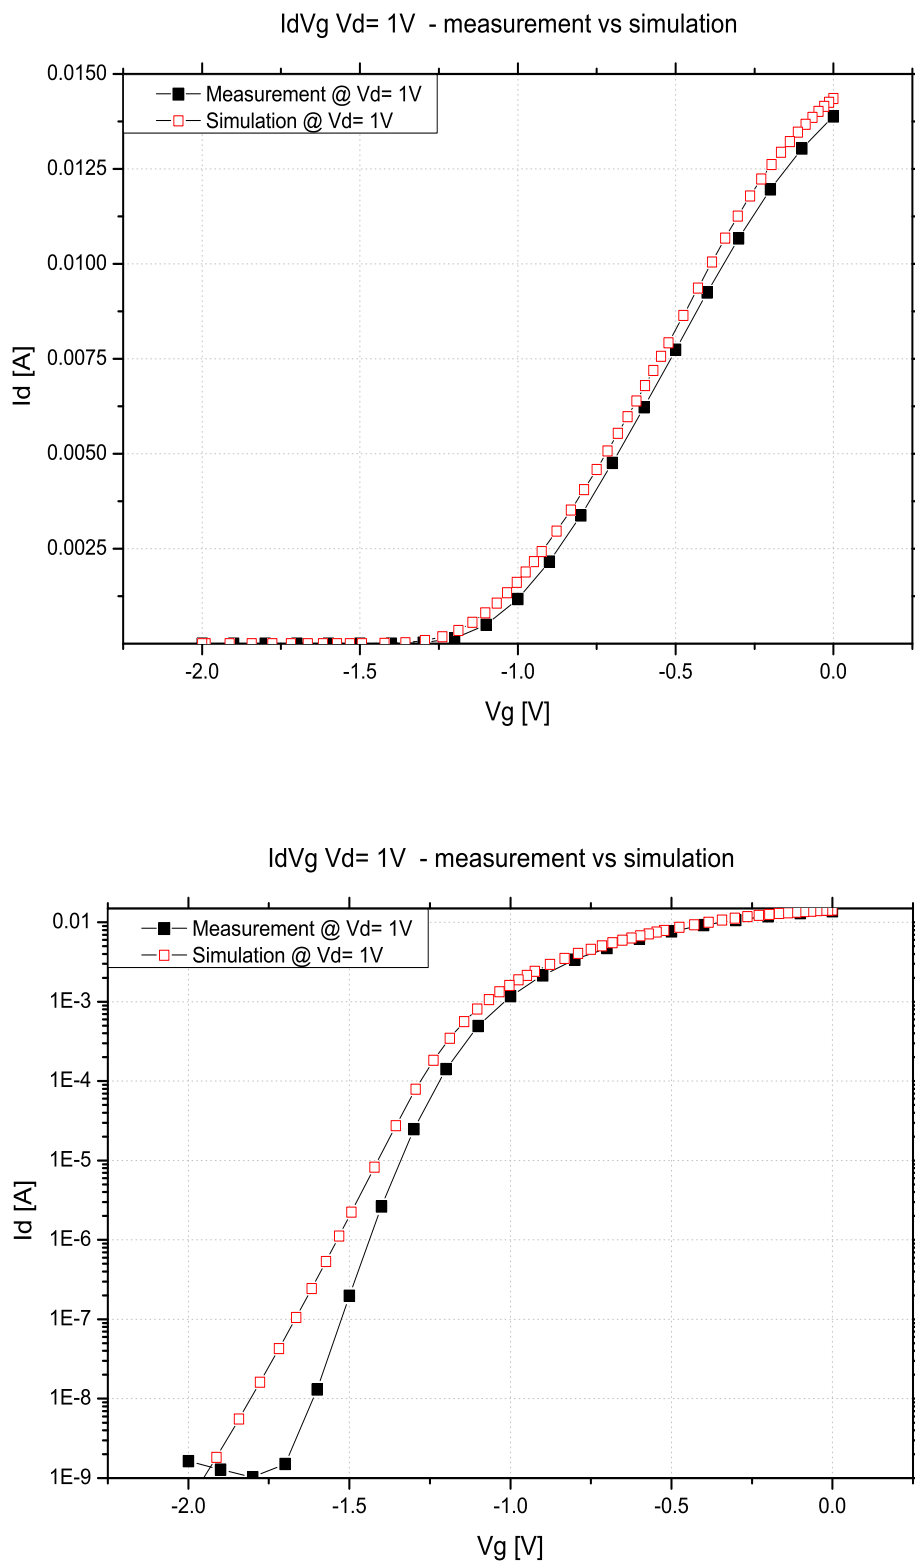 IdVg Vd= 1V - measurement vs simulation
0.0150
Measurement @ Vd= 1V
Simulation @ Vd= 1V
0.0125
0.0100
0.0075
0.0050
0.0025
Id [A]
-2.0 -1.5 -1.0 -0.5 0.0
Vg [V]
IdVg Vd= 1V - measurement vs simulation
0.01
Measurement @ Vd= 1V
Simulation @ Vd= 1V
1E-3
1E-4
1E-5
1E-6
1E-7
1E-8
1E-9
Id [A]
-2.0 -1.5 -1.0 -0.5 0.0
Vg [V]